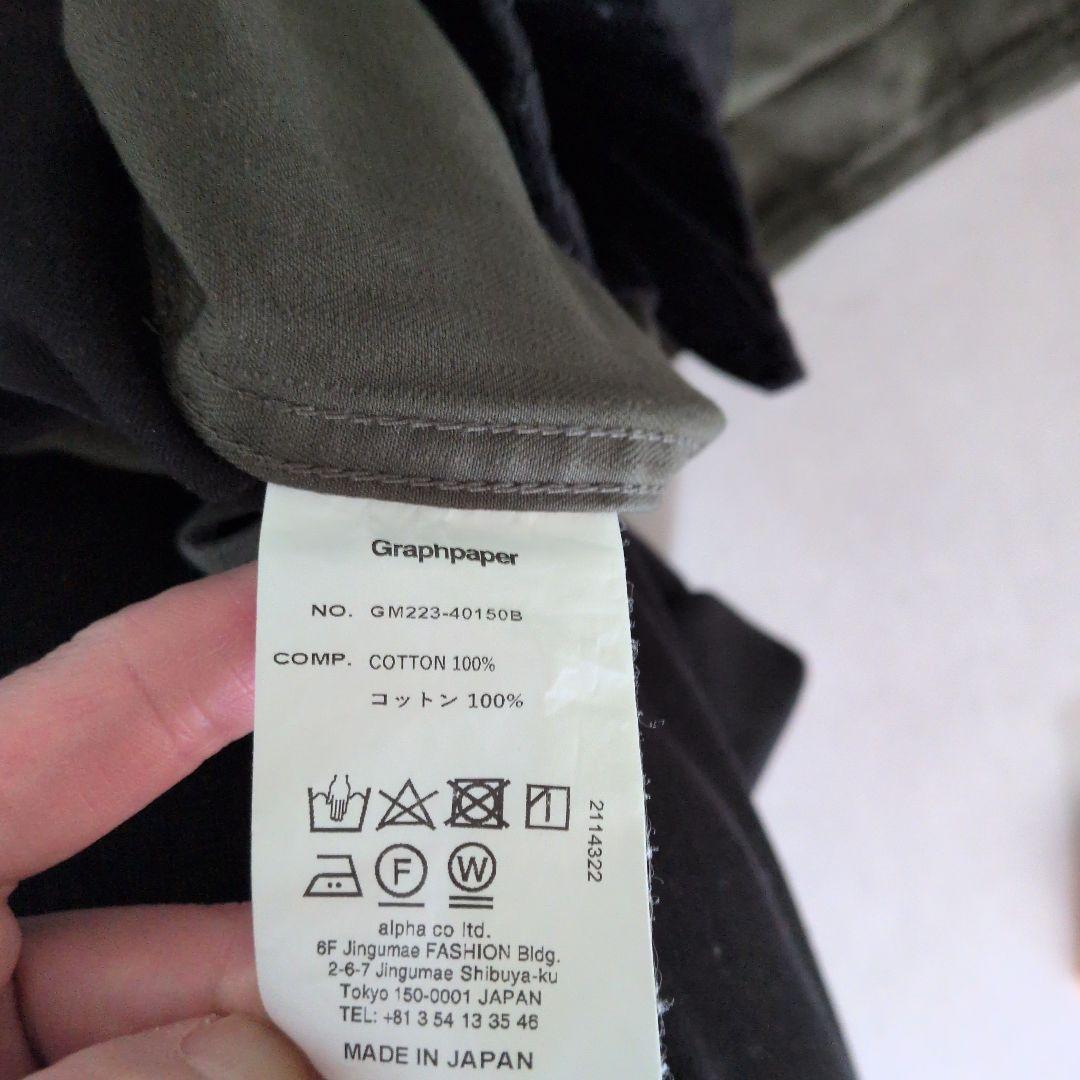 Graphpaper
NO. GM223-40150B
COMP. COTTON 100%
コットン 100%
2114322
F W
alpha co ltd.
6F Jingumae FASHION Bldg.
2-6-7 Jingumae Shibuya-ku
Tokyo 150-0001 JAPAN
TEL: +81 3 54 13 35 46
MADE IN JAPAN